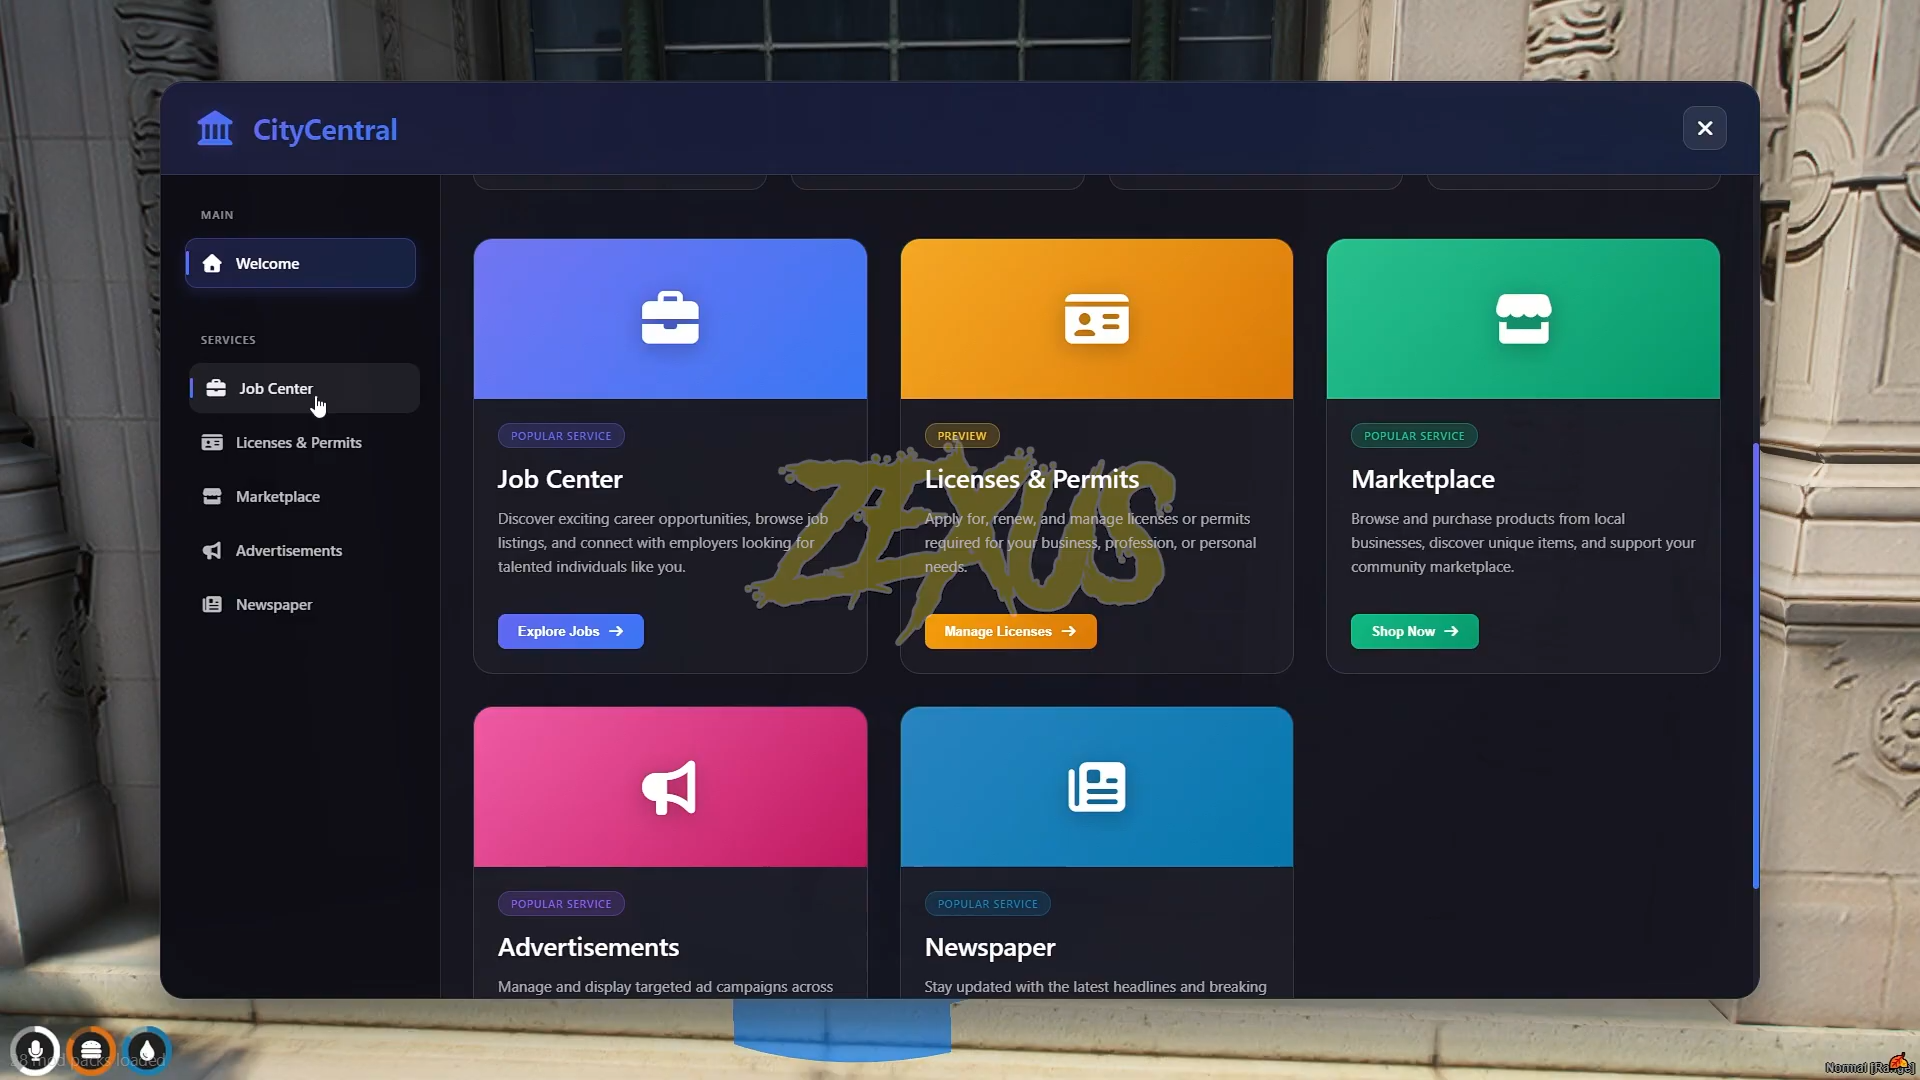 CityCentral
MAIN
Welcome
SERVICES
Job Center
Licenses & Permits
Marketplace
Advertisements
Newspaper
POPULAR SERVICE
Job Center
Discover exciting career opportunities, browse job
listings, and connect with employers looking for
talented individuals like you.
Explore Jobs
PREVIEW
Licenses & Permits
Apply for, renew, and manage licenses or permits
required for your business, profession, or personal
needs.
Manage Licenses
POPULAR SERVICE
Marketplace
Browse and purchase products from local
businesses, discover unique items, and support your
community marketplace.
Shop Now
ZEXUS
POPULAR SERVICE
Advertisements
Manage and display targeted ad campaigns across
POPULAR SERVICE
Newspaper
Stay updated with the latest headlines and breaking
mod packs loaded
Normal